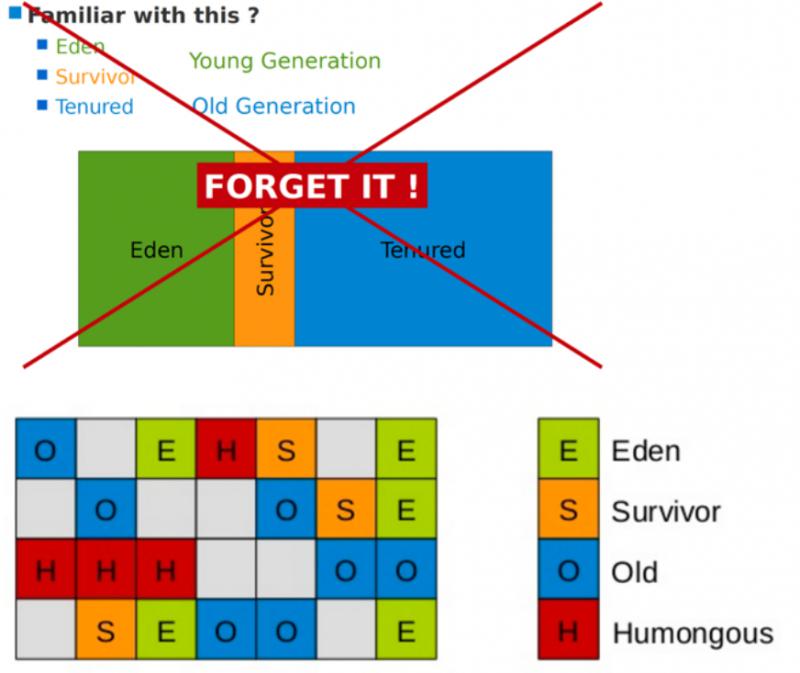 Familiar with this ?
Eden
Young Generation
Survivor
Tenured
Old Generation
FORGET IT !
Eden
Survivor
Tenured
O E H S E
O O S E
H H H O O
S E O O E
E Eden
S Survivor
O Old
H Humongous